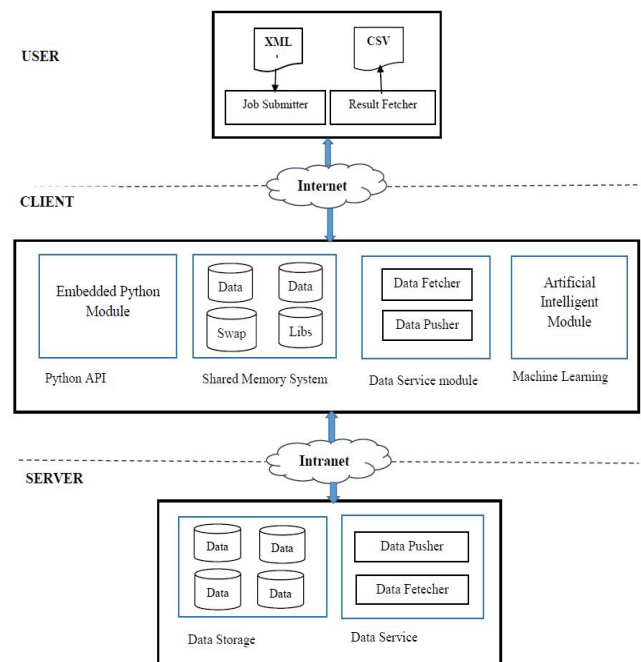 USER
XML
CSV
Job Submitter
Result Fetcher
Internet
CLIENT
Embedded Python
Module
Python API
Data
Data
Swap
Libs
Shared Memory System
Data Fetcher
Data Pusher
Data Service module
Artificial
Intelligent
Module
Machine Learning
Intranet
SERVER
Data
Data
Data
Data
Data Storage
Data Pusher
Data Fetecher
Data Service